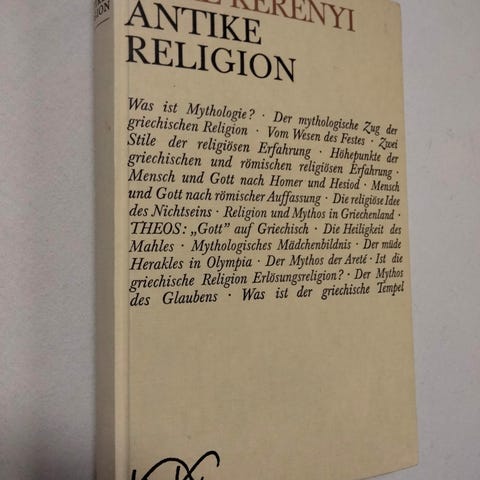 KERÉNYI
ANTIKE
RELIGION
Was ist Mythologie? · Der mythologische Zug der
griechischen Religion · Vom Wesen des Festes · Zwei
Stile der religiösen Erfahrung · Höhepunkte der
griechischen und römischen religiösen Erfahrung ·
Mensch und Gott nach Homer und Hesiod · Mensch
und Gott nach römischer Auffassung · Die religiöse Idee
des Nichtseins · Religion und Mythos in Griechenland ·
THEOS: „Gott" auf Griechisch · Die Heiligkeit des
Mahles · Mythologisches Mädchenbildnis · Der müde
Herakles in Olympia · Der Mythos der Areté · Ist die
griechische Religion Erlösungsreligion? · Der Mythos
des Glaubens · Was ist der griechische Tempel